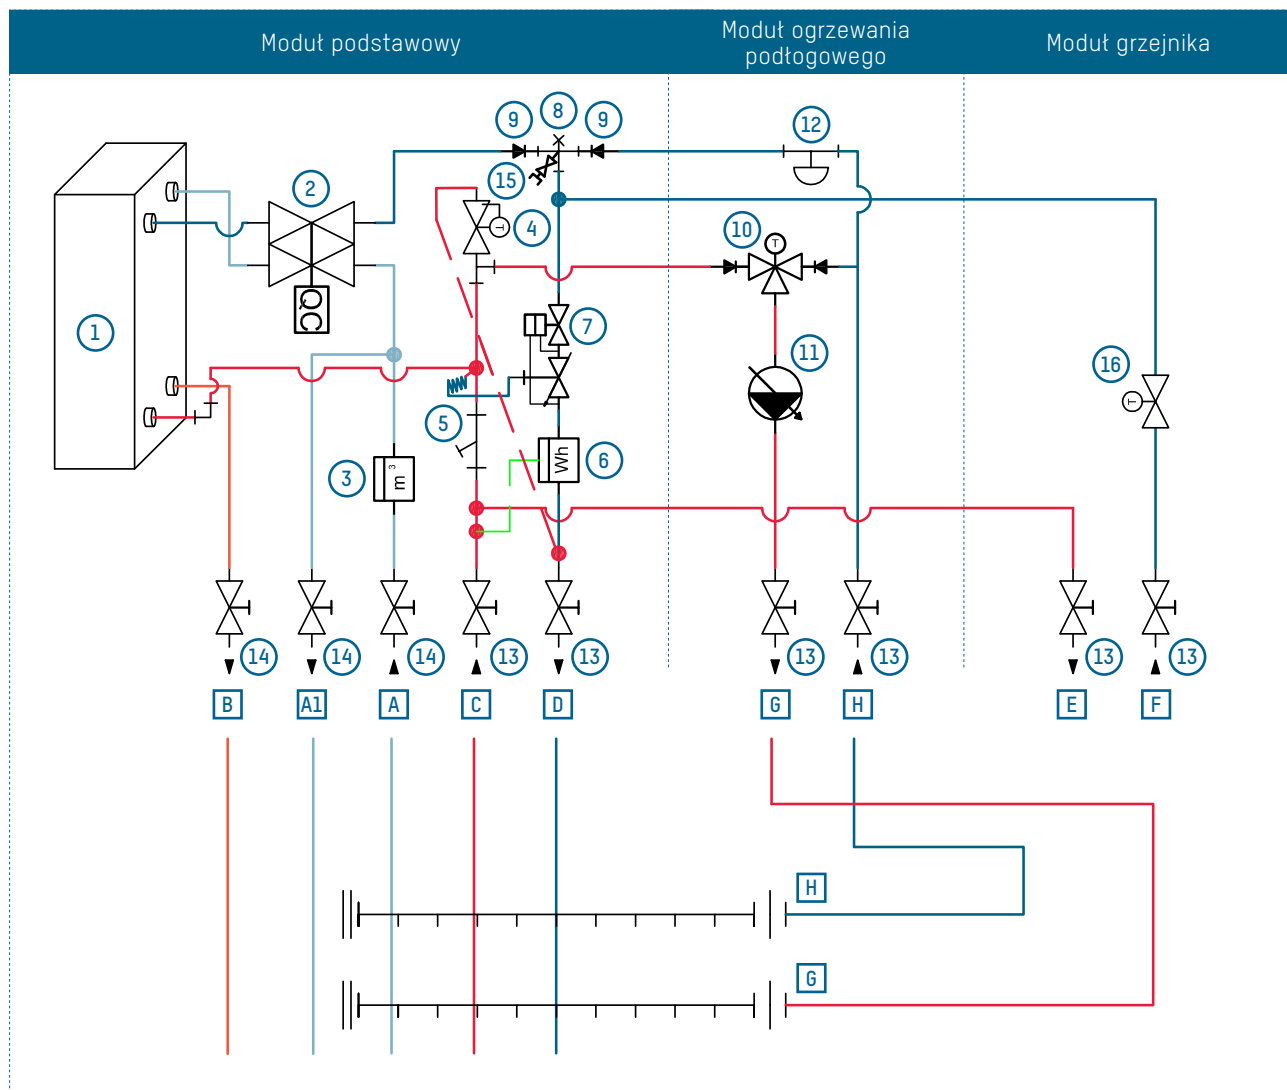 Moduł podstawowy
Moduł ogrzewania
podłogowego
Moduł grzejnika
8
9
9
12
15
2
4
10
7
1
11
16
QC
5
6
3
m³
Wh
T
T
T
14
14
14
13
13
13
13
13
13
B
A1
A
C
D
G
H
E
F
H
G